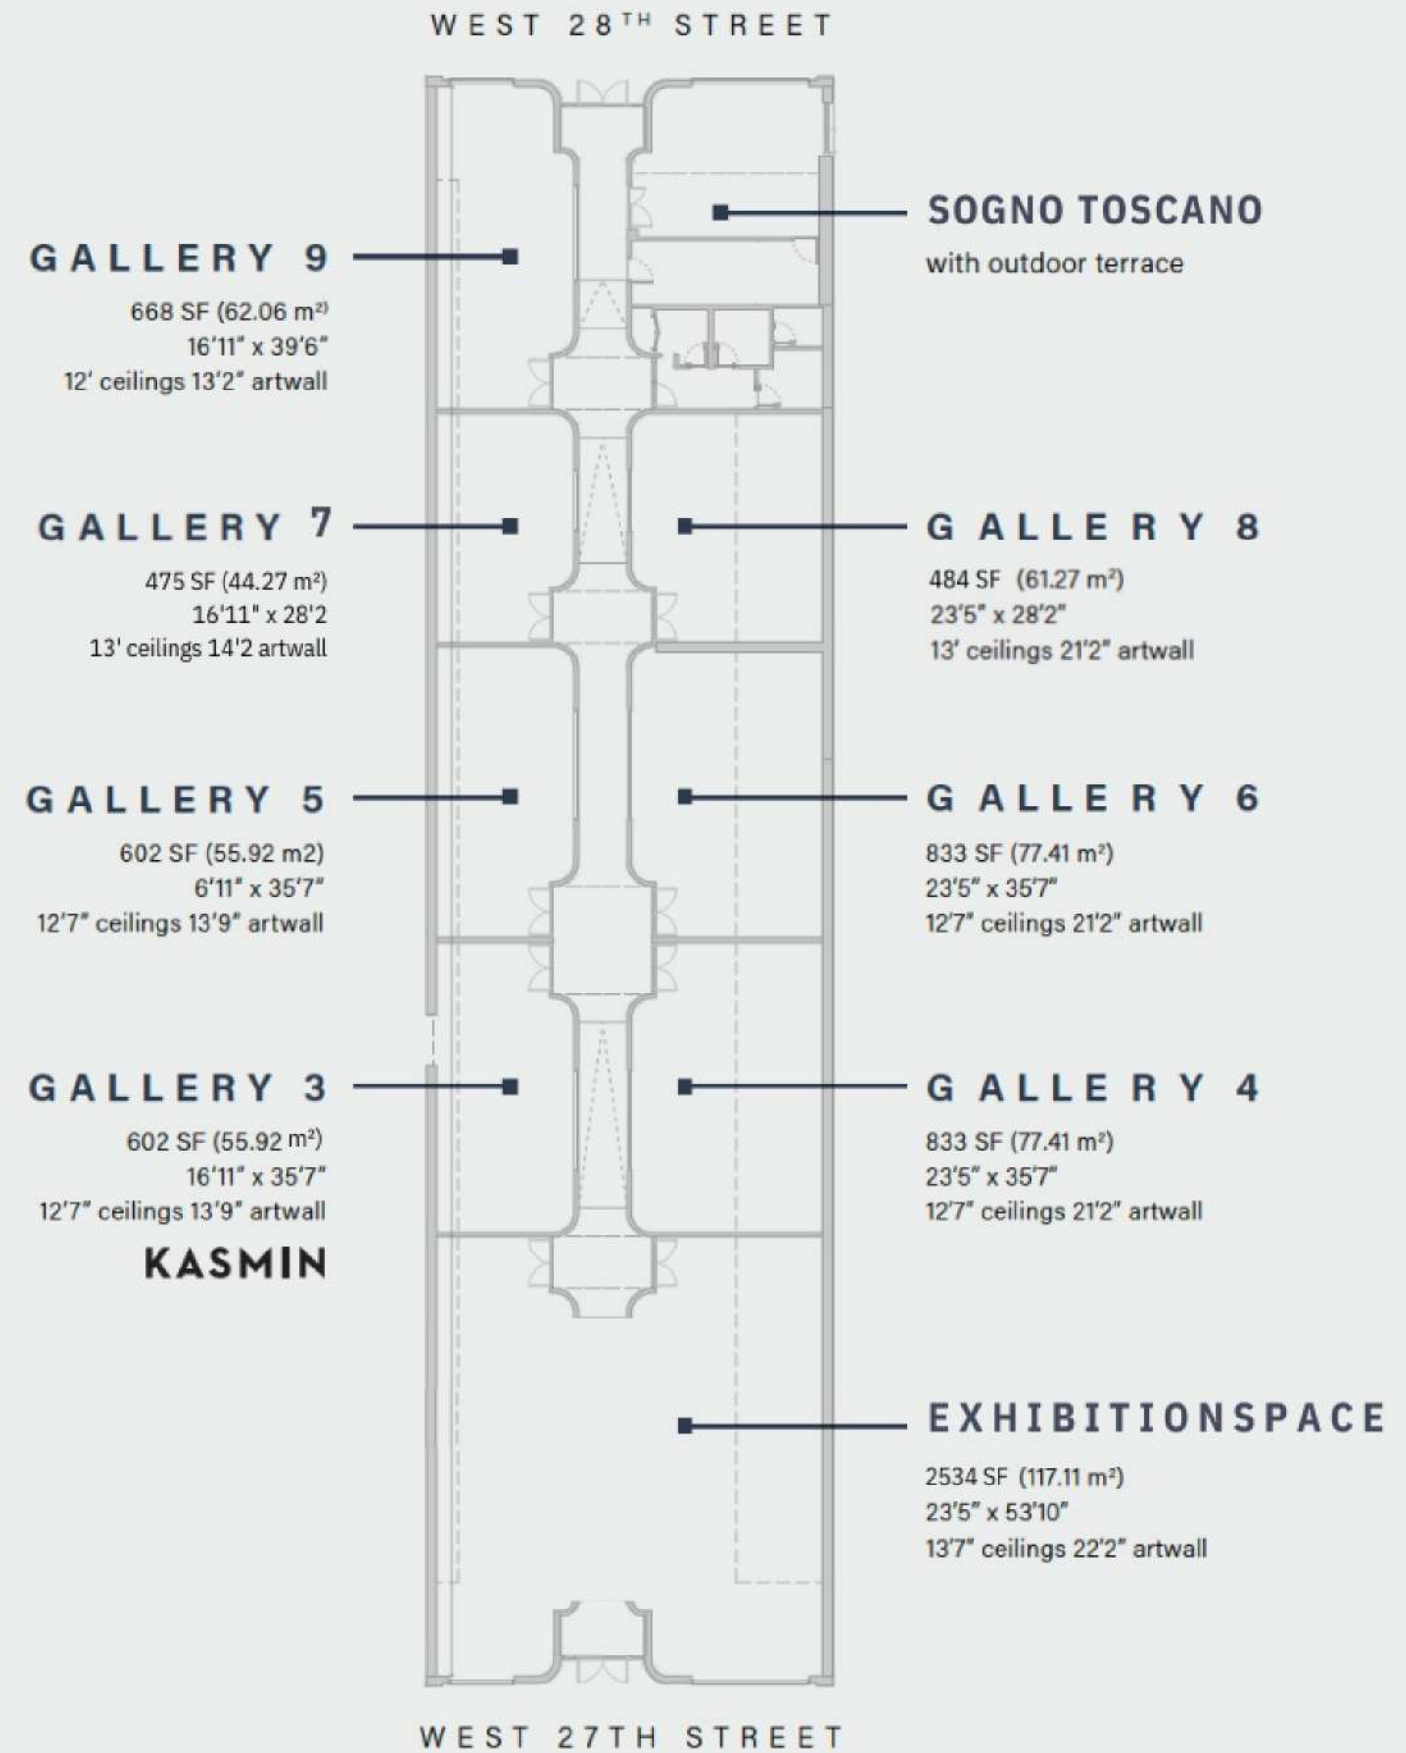 WEST 28TH STREET
SOGNO TOSCANO
with outdoor terrace
GALLERY 9
668 SF (62.06 m²)
16'11" x 39'6"
12' ceilings 13'2" artwall
GALLERY 7
475 SF (44.27 m²)
16'11" x 28'2
13' ceilings 14'2 artwall
GALLERY 8
484 SF (61.27 m²)
23'5" x 28'2"
13' ceilings 21'2" artwall
GALLERY 5
602 SF (55.92 m2)
6'11" x 35'7"
12'7" ceilings 13'9" artwall
GALLERY 6
833 SF (77.41 m²)
23'5" x 35'7"
12'7" ceilings 21'2" artwall
GALLERY 3
602 SF (55.92 m²)
16'11" x 35'7"
12'7" ceilings 13'9" artwall
KASMIN
GALLERY 4
833 SF (77.41 m²)
23'5" x 35'7"
12'7" ceilings 21'2" artwall
EXHIBITIONSPACE
2534 SF (117.11 m²)
23'5" x 53'10"
13'7" ceilings 22'2" artwall
WEST 27TH STREET